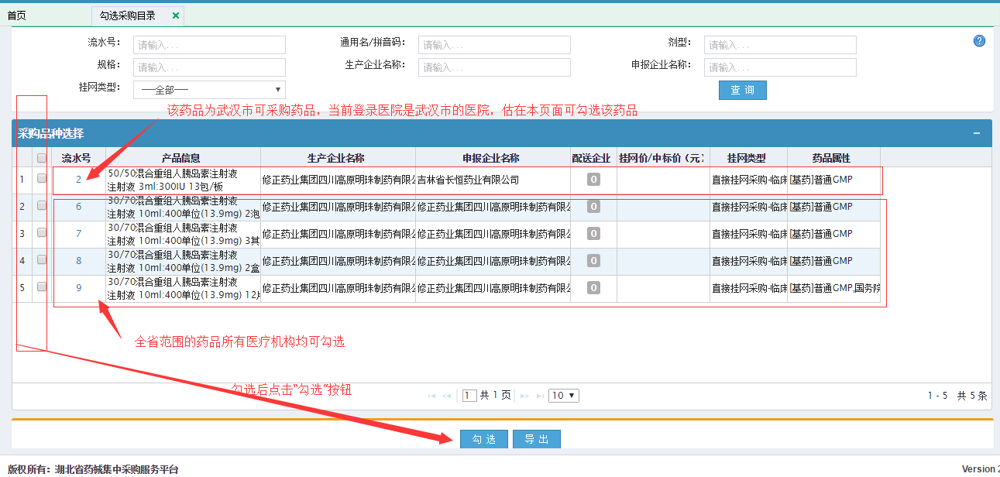 首页 勾选采购目录
流水号： 请输入... 通用名/拼音码： 请输入... 剂型： 请输入...
规格： 请输入... 生产企业名称： 请输入... 申报企业名称： 请输入...
挂网类型： ──全部── 查 询
该药品为武汉市可采购药品，当前登录医院是武汉市的医院，估在本页面可勾选该药品
采购品种选择
流水号 产品信息 生产企业名称 申报企业名称 配送企业 挂网价/中标价（元） 挂网类型 药品属性
1 2 50/50混合重组人胰岛素注射液
注射液 3ml:300IU 13包/板 修正药业集团四川高原明珠制药有限 吉林省长恒药业有限公司 0 直接挂网采购-临床 [基药]普通GMP
2 6 30/70混合重组人胰岛素注射液
注射液 10ml:400单位(13.9mg) 2泡 修正药业集团四川高原明珠制药有限 修正药业集团四川高原明珠制药有限 0 直接挂网采购-临床 [基药]普通GMP
3 7 30/70混合重组人胰岛素注射液
注射液 10ml:400单位(13.9mg) 3其 修正药业集团四川高原明珠制药有限 修正药业集团四川高原明珠制药有限 0 直接挂网采购-临床 [基药]普通GMP
4 8 30/70混合重组人胰岛素注射液
注射液 10ml:400单位(13.9mg) 2盒 修正药业集团四川高原明珠制药有限 修正药业集团四川高原明珠制药有限 0 直接挂网采购-临床 [基药]普通GMP
5 9 30/70混合重组人胰岛素注射液
注射液 10ml:400单位(13.9mg) 12 修正药业集团四川高原明珠制药有限 修正药业集团四川高原明珠制药有限 0 直接挂网采购-临床 [基药]普通GMP,国务院
全省范围的药品所有医疗机构均可勾选
勾选后点击“勾选”按钮
1 共 1 页 10 1 - 5 共 5 条
勾 选 导 出
版权所有：湖北省药械集中采购服务平台 Version 2